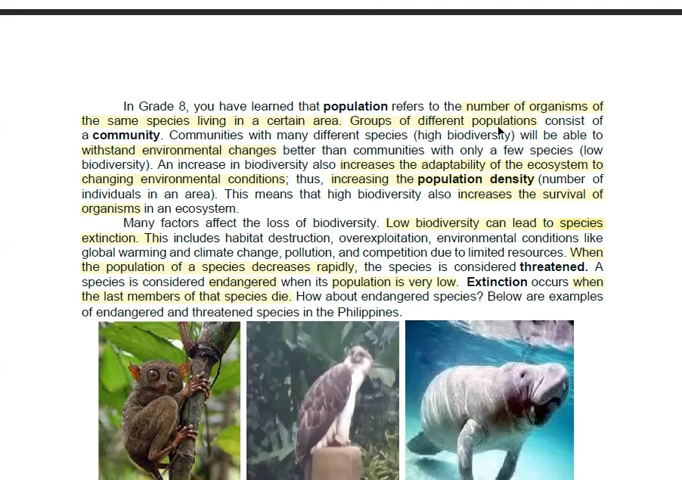 In Grade 8, you have learned that population refers to the number of organisms of
the same species living in a certain area. Groups of different populations consist of
a community. Communities with many different species (high biodiversity) will be able to
withstand environmental changes better than communities with only a few species (low
biodiversity). An increase in biodiversity also increases the adaptability of the ecosystem to
changing environmental conditions; thus, increasing the population density (number of
individuals in an area). This means that high biodiversity also increases the survival of
organisms in an ecosystem.
Many factors affect the loss of biodiversity. Low biodiversity can lead to species
extinction. This includes habitat destruction, overexploitation, environmental conditions like
global warming and climate change, pollution, and competition due to limited resources. When
the population of a species decreases rapidly, the species is considered threatened. A
species is considered endangered when its population is very low. Extinction occurs when
the last members of that species die. How about endangered species? Below are examples
of endangered and threatened species in the Philippines.